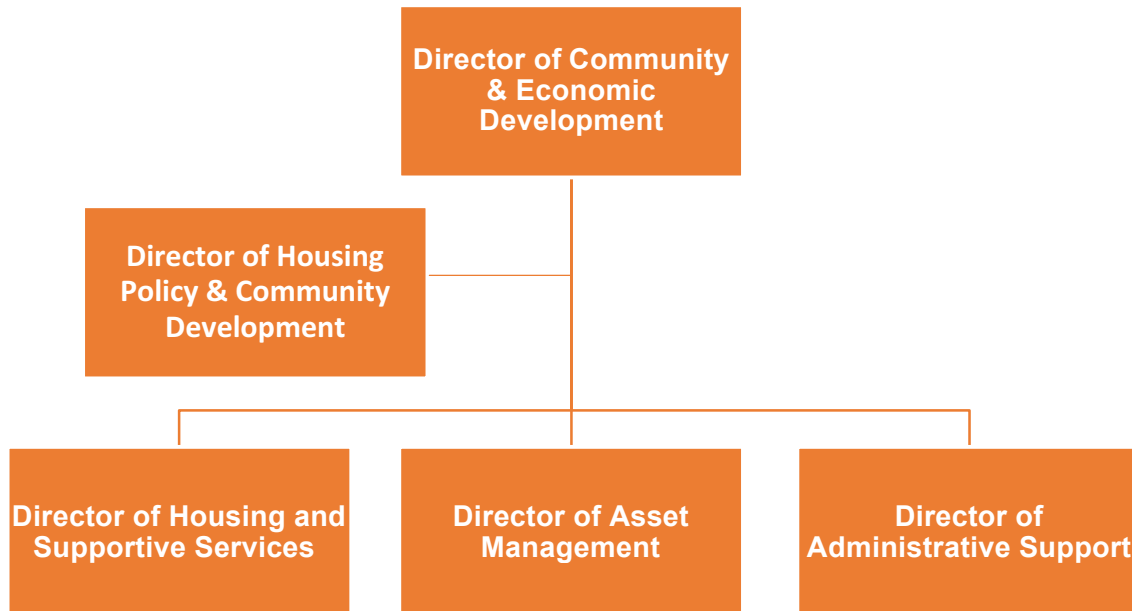 Director of Community
& Economic
Development
Director of Housing
Policy & Community
Development
Director of Housing and
Supportive Services
Director of Asset
Management
Director of
Administrative Support